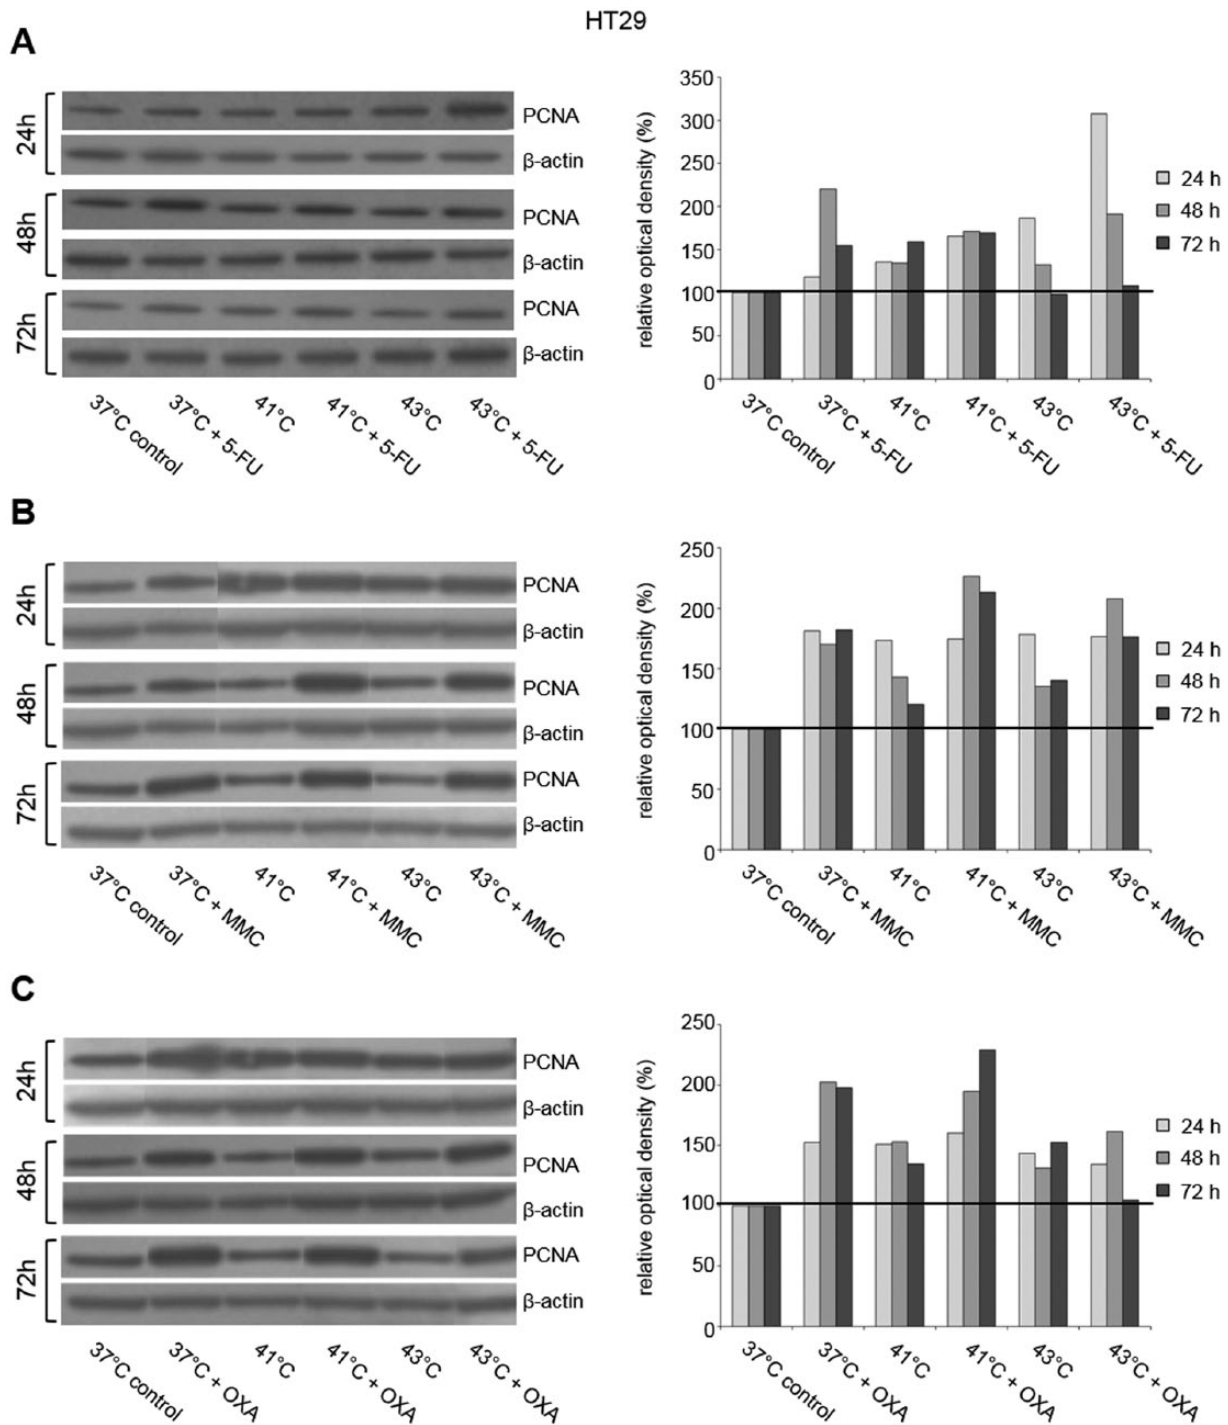 HT29
A
24h
PCNA
β-actin
48h
PCNA
β-actin
72h
PCNA
β-actin
37°C control
37°C + 5-FU
41°C
41°C + 5-FU
43°C
43°C + 5-FU
relative optical density (%)
350
300
250
200
150
100
50
0
24 h
48 h
72 h
37°C control
37°C + 5-FU
41°C
41°C + 5-FU
43°C
43°C + 5-FU
B
24h
PCNA
β-actin
48h
PCNA
β-actin
72h
PCNA
β-actin
37°C control
37°C + MMC
41°C
41°C + MMC
43°C
43°C + MMC
relative optical density (%)
250
200
150
100
50
0
24 h
48 h
72 h
37°C control
37°C + MMC
41°C
41°C + MMC
43°C
43°C + MMC
C
24h
PCNA
β-actin
48h
PCNA
β-actin
72h
PCNA
β-actin
37°C control
37°C + OXA
41°C
41°C + OXA
43°C
43°C + OXA
relative optical density (%)
250
200
150
100
50
0
24 h
48 h
72 h
37°C control
37°C + OXA
41°C
41°C + OXA
43°C
43°C + OXA